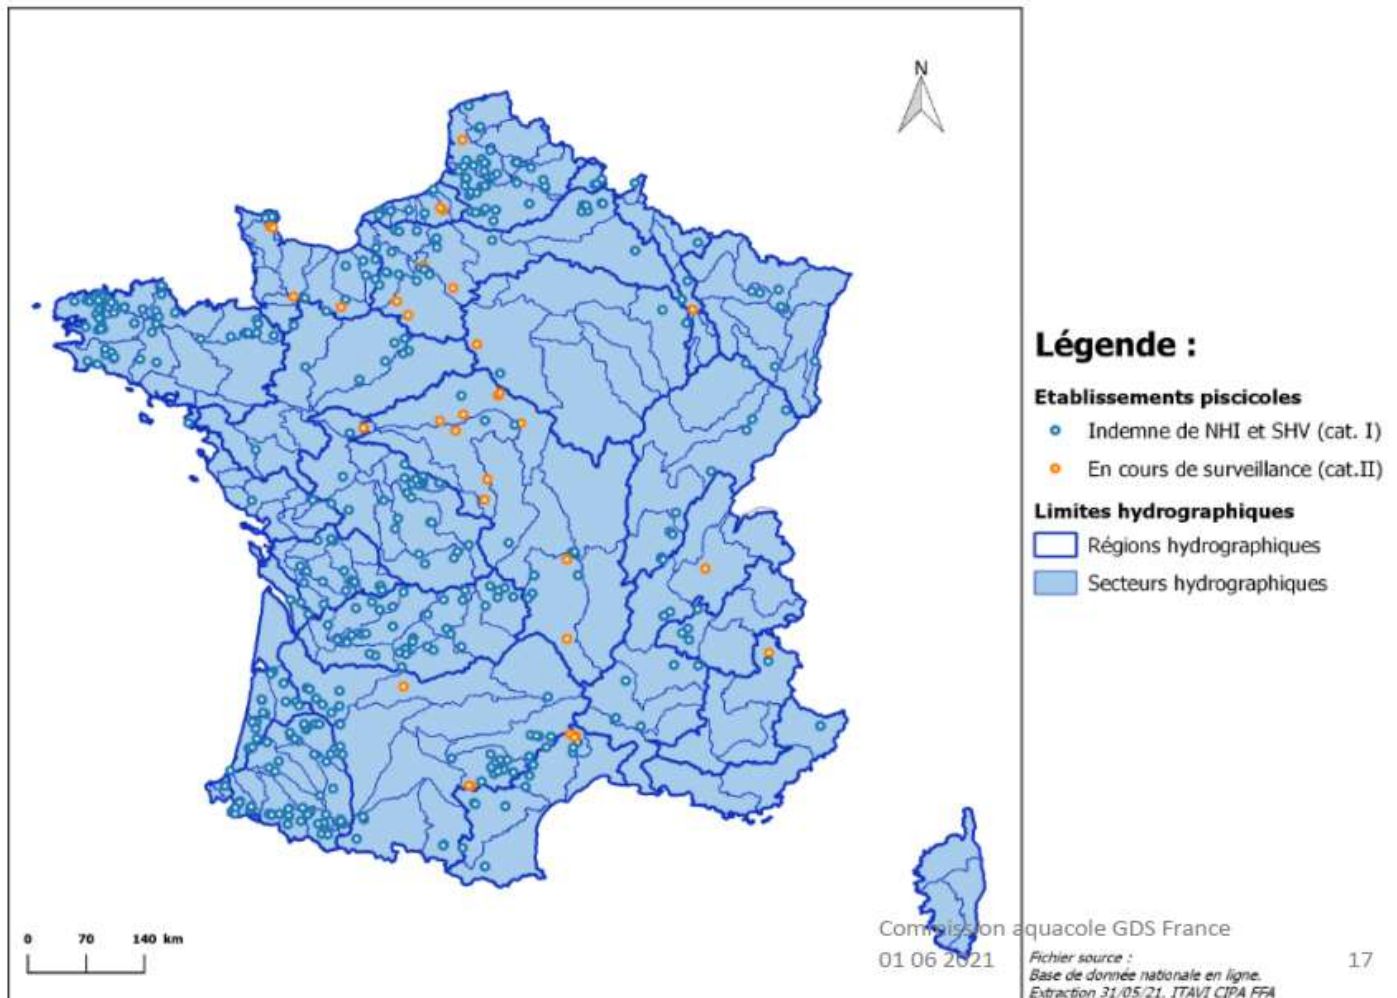 N
Légende :
Etablissements piscicoles
Indemne de NHI et SHV (cat. I)
En cours de surveillance (cat.II)
Limites hydrographiques
Régions hydrographiques
Secteurs hydrographiques
0 70 140 km
Commission aquacole GDS France
01 06 2021
Fichier source :
Base de donnée nationale en ligne.
Extraction 31/05/21. ITAVI CIPA FFA
17